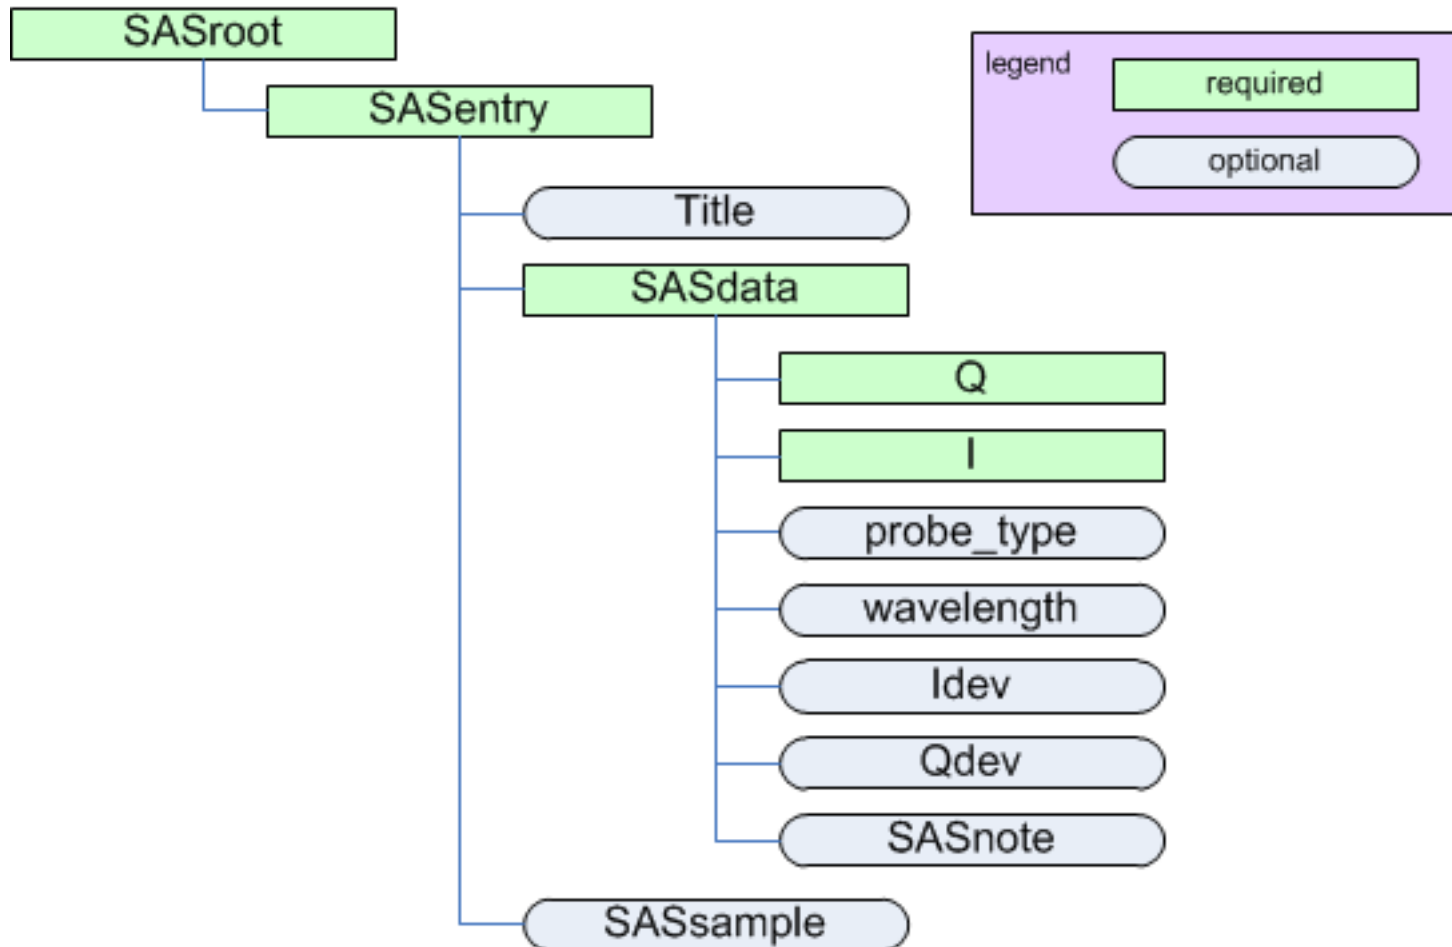 SASroot
legend
required
SASentry
optional
Title
SASdata
Q
I
probe_type
wavelength
Idev
Qdev
SASnote
SASsample